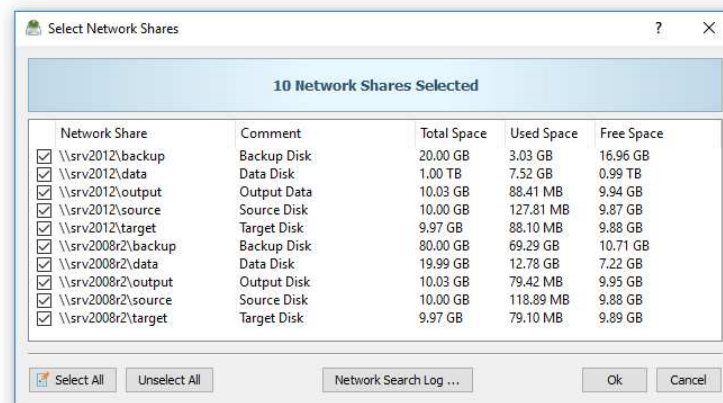 Select Network Shares ?
10 Network Shares Selected
Network Share Comment Total Space Used Space Free Space
\\srv2012\backup Backup Disk 20.00 GB 3.03 GB 16.96 GB
\\srv2012\data Data Disk 1.00 TB 7.52 GB 0.99 TB
\\srv2012\output Output Data 10.03 GB 88.41 MB 9.94 GB
\\srv2012\source Source Disk 10.00 GB 127.81 MB 9.87 GB
\\srv2012\target Target Disk 9.97 GB 88.10 MB 9.88 GB
\\srv2008r2\backup Backup Disk 80.00 GB 69.29 GB 10.71 GB
\\srv2008r2\data Data Disk 19.99 GB 12.78 GB 7.22 GB
\\srv2008r2\output Output Disk 10.03 GB 79.42 MB 9.95 GB
\\srv2008r2\source Source Disk 10.00 GB 118.89 MB 9.88 GB
\\srv2008r2\target Target Disk 9.97 GB 79.10 MB 9.89 GB
Select All Unselect All Network Search Log ... Ok Cancel